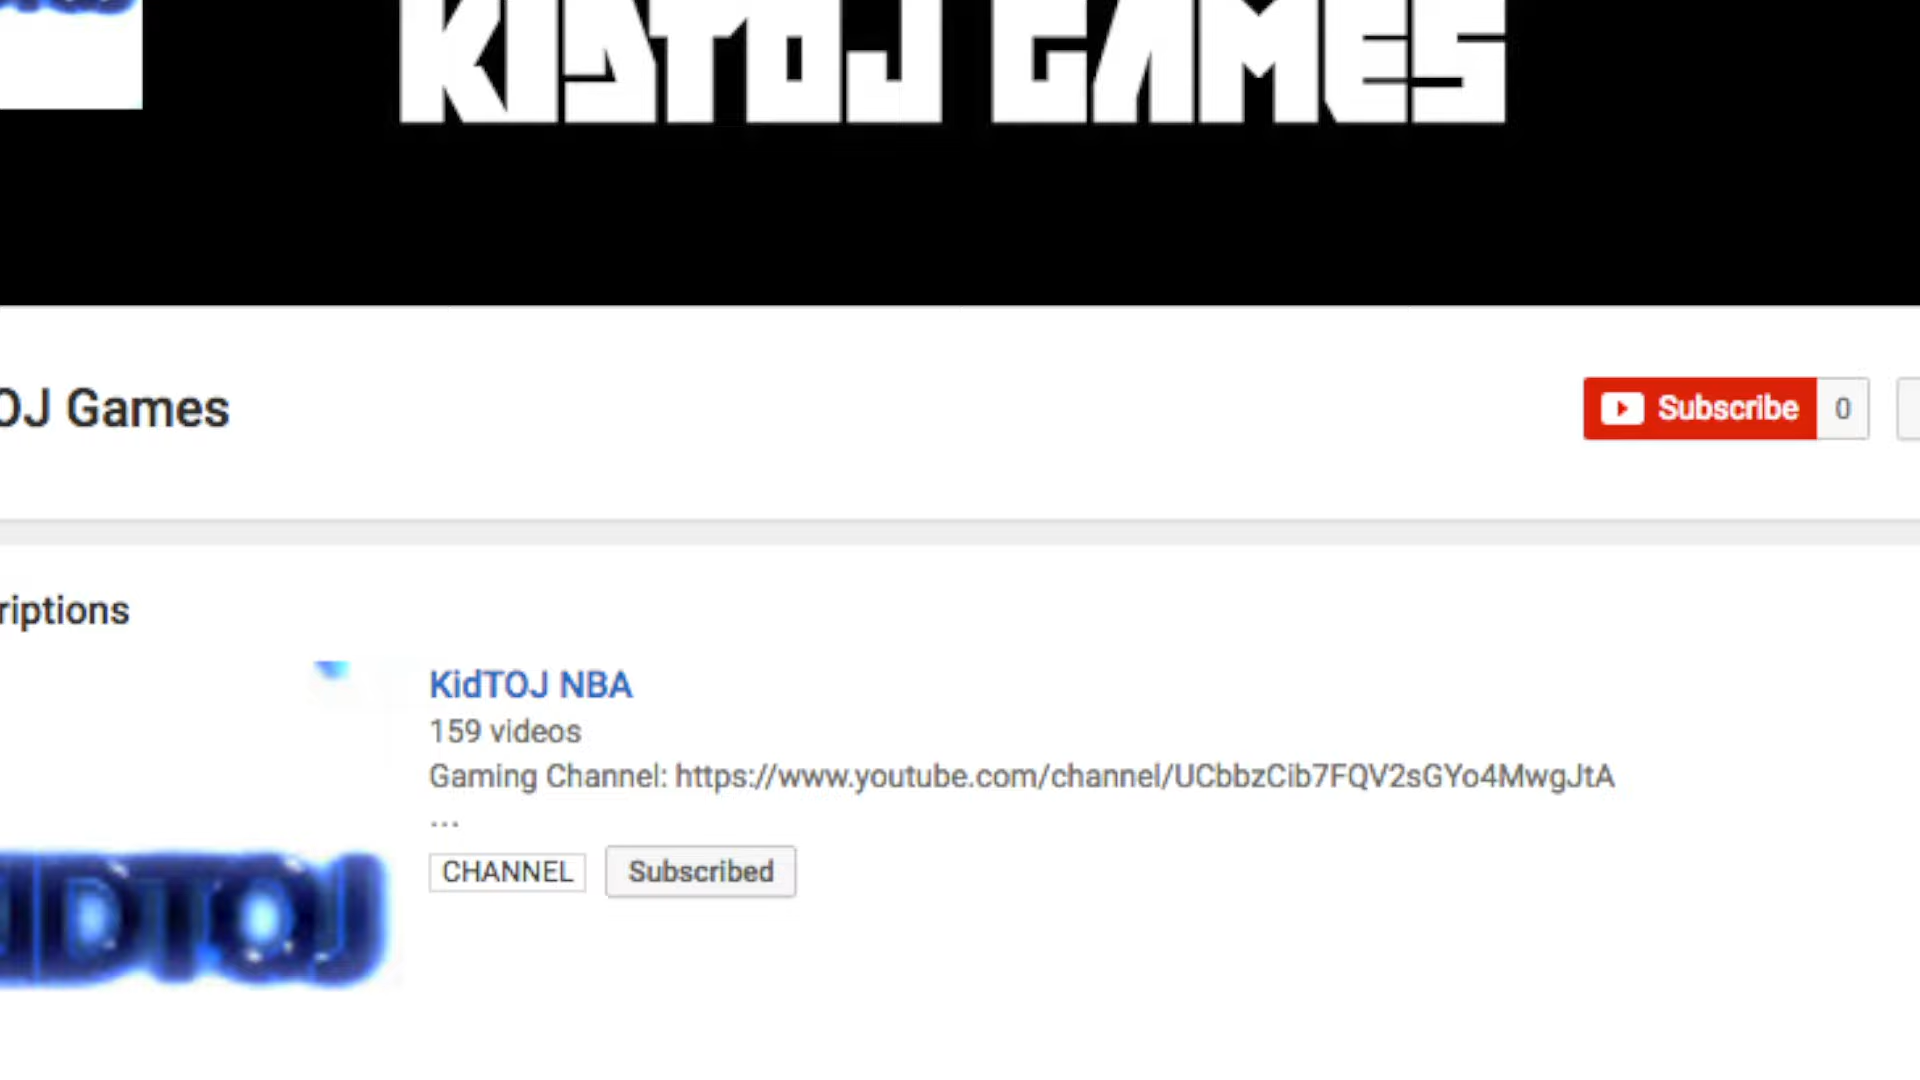 KIDTOJ GAMES
OJ Games
Subscribe 0
riptions
KidTOJ NBA
159 videos
Gaming Channel: https://www.youtube.com/channel/UCbbzCib7FQV2sGYo4MwgJtA
...
CHANNEL Subscribed
IDTOJ